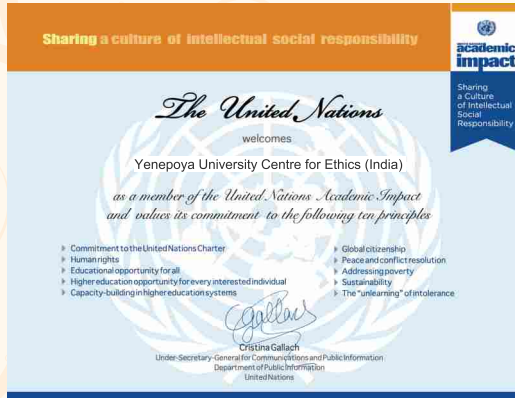 Sharing a culture of intellectual social responsibility
academic
impact
Sharing
a Culture
of Intellectual
Social
Responsibility
The United Nations
welcomes
Yenepoya University Centre for Ethics (India)
as a member of the United Nations Academic Impact
and values its commitment to the following ten principles
Commitment to the United Nations Charter
Human rights
Educational opportunity for all
Higher education opportunity for every interested individual
Capacity-building in higher education systems
Global citizenship
Peace and conflict resolution
Addressing poverty
Sustainability
The "unlearning" of intolerance
Cristina Gallach
Under-Secretary-General for Communications and Public Information
Department of Public Information
United Nations